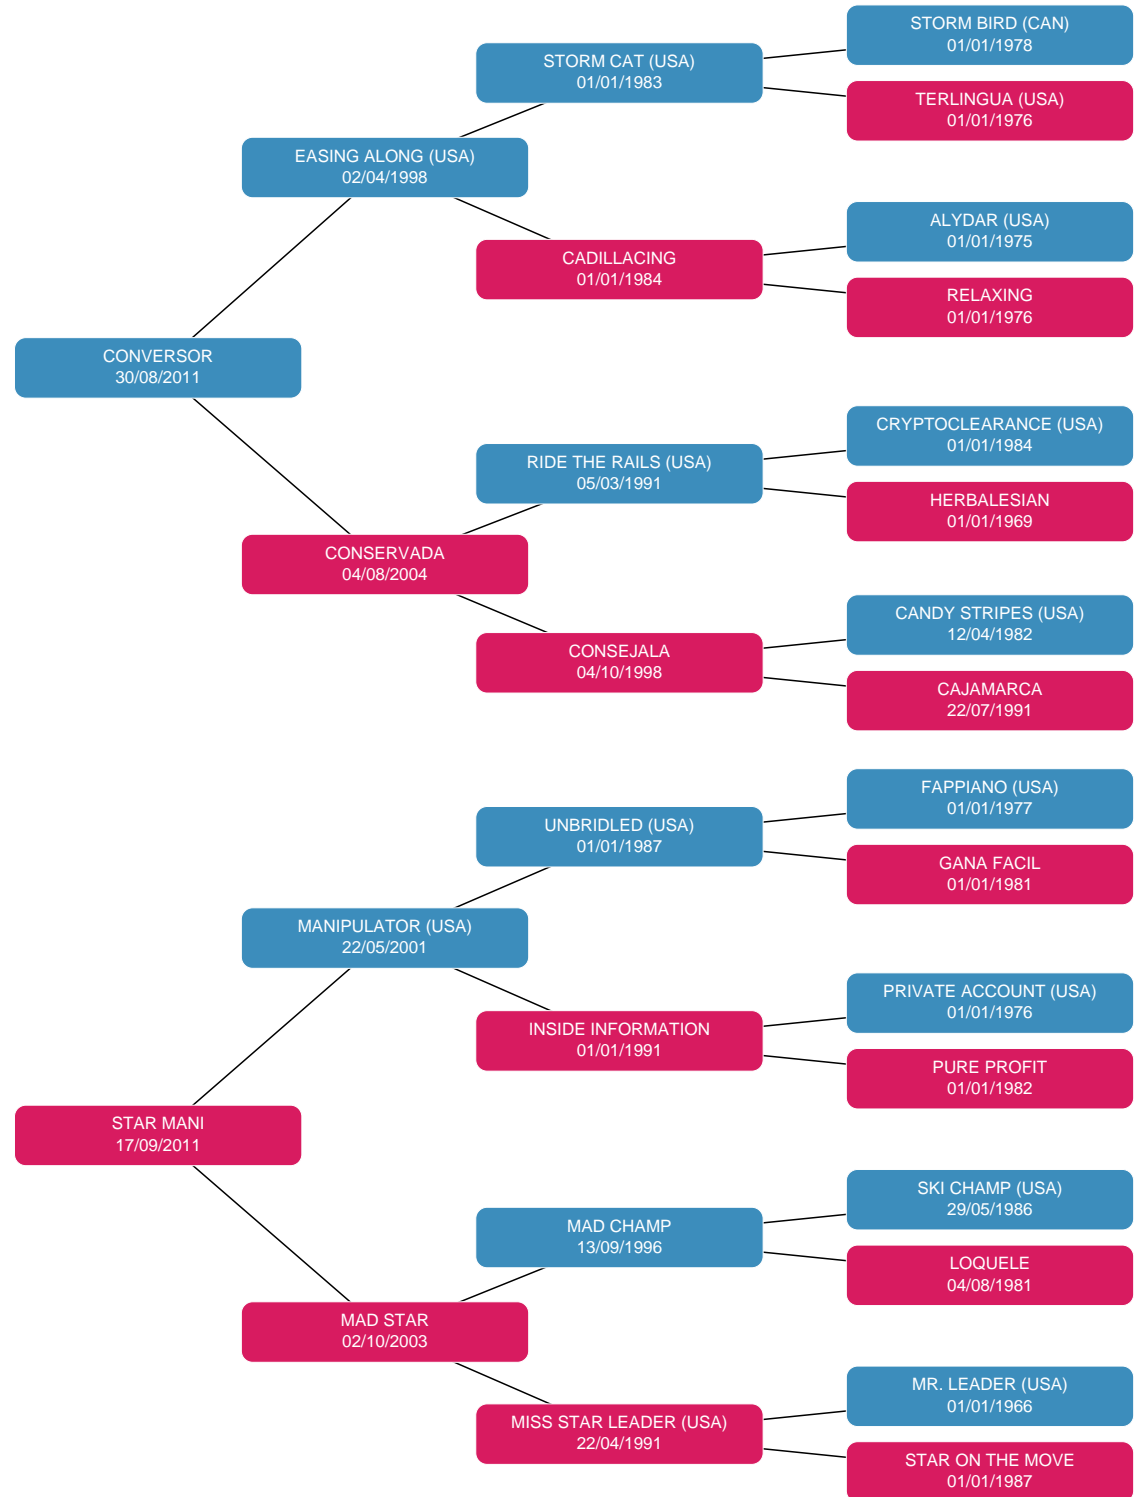 STORM BIRD (CAN)
01/01/1978
STORM CAT (USA)
01/01/1983
TERLINGUA (USA)
01/01/1976
EASING ALONG (USA)
02/04/1998
ALYDAR (USA)
01/01/1975
CADILLACING
01/01/1984
RELAXING
01/01/1976
CONVERSOR
30/08/2011
CRYPTOCLEARANCE (USA)
01/01/1984
RIDE THE RAILS (USA)
05/03/1991
HERBALESIAN
01/01/1969
CONSERVADA
04/08/2004
CANDY STRIPES (USA)
12/04/1982
CONSEJALA
04/10/1998
CAJAMARCA
22/07/1991
FAPPIANO (USA)
01/01/1977
UNBRIDLED (USA)
01/01/1987
GANA FACIL
01/01/1981
MANIPULATOR (USA)
22/05/2001
PRIVATE ACCOUNT (USA)
01/01/1976
INSIDE INFORMATION
01/01/1991
PURE PROFIT
01/01/1982
STAR MANI
17/09/2011
SKI CHAMP (USA)
29/05/1986
MAD CHAMP
13/09/1996
LOQUELE
04/08/1981
MAD STAR
02/10/2003
MR. LEADER (USA)
01/01/1966
MISS STAR LEADER (USA)
22/04/1991
STAR ON THE MOVE
01/01/1987